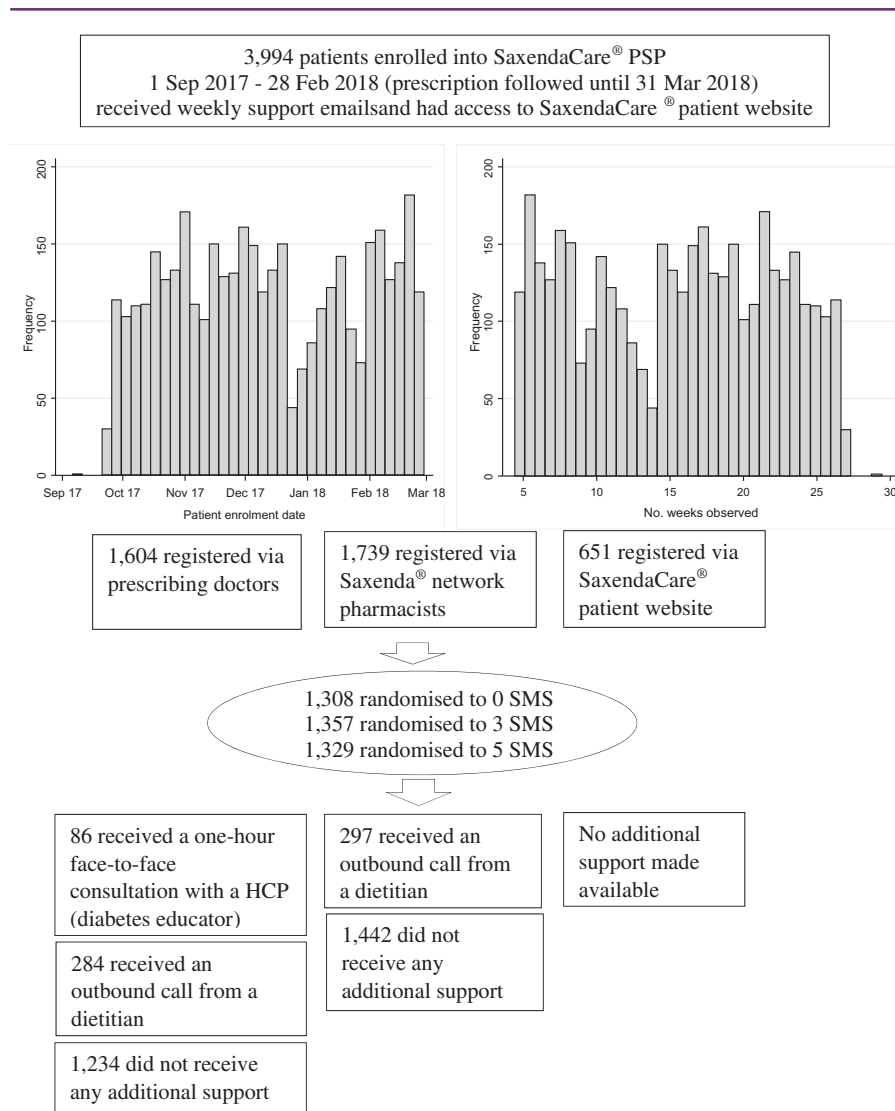 3,994 patients enrolled into SaxendaCare® PSP
1 Sep 2017 - 28 Feb 2018 (prescription followed until 31 Mar 2018)
received weekly support emailsand had access to SaxendaCare ® patient website
200
150
100
50
0
Frequency
Sep 17 Oct 17 Nov 17 Dec 17 Jan 18 Feb 18 Mar 18
Patient enrolment date
200
150
100
50
0
Frequency
5 10 15 20 25 30
No. weeks observed
1,604 registered via
prescribing doctors
1,739 registered via
Saxenda® network
pharmacists
651 registered via
SaxendaCare®
patient website
1,308 randomised to 0 SMS
1,357 randomised to 3 SMS
1,329 randomised to 5 SMS
86 received a one-hour
face-to-face
consultation with a HCP
(diabetes educator)
284 received an
outbound call from a
dietitian
1,234 did not receive
any additional support
297 received an
outbound call from
a dietitian
1,442 did not
receive any
additional support
No additional
support made
available